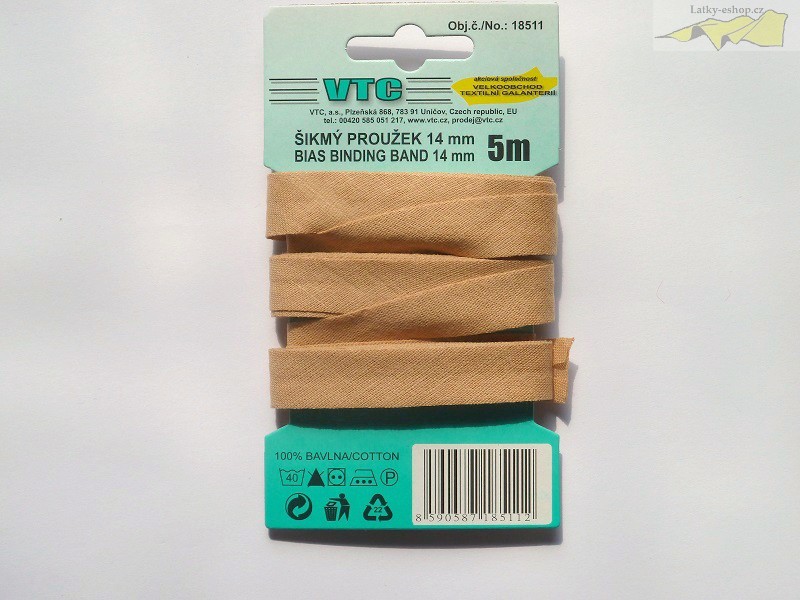 Latky-eshop.cz
Obj.č./No.: 18511
VTC
akciová společnost
VELKOOBCHOD
TEXTILNÍ GALANTERIÍ
VTC, a.s., Plzeňská 868, 783 91 Uničov, Czech republic, EU
tel.: 00420 585 051 217, www.vtc.cz, prodej@vtc.cz
ŠIKMÝ PROUŽEK 14 mm
BIAS BINDING BAND 14 mm 5m
100% BAVLNA/COTTON
40 P
22
8 590587 185112